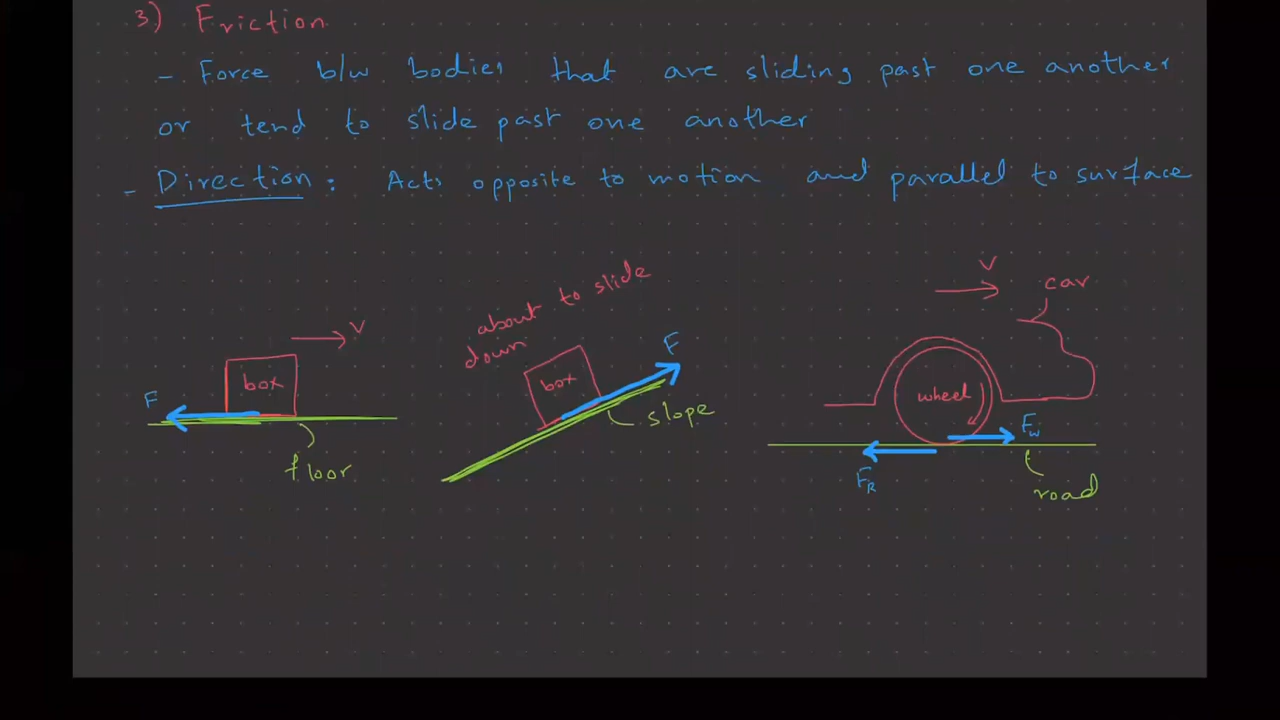 3) Friction
- Force b/w bodies that are sliding past one another
or tend to slide past one another
- Direction: Acts opposite to motion and parallel to surface
V
box
F
floor
about to slide
down
box
F
slope
V
car
wheel
Fw
FR
road